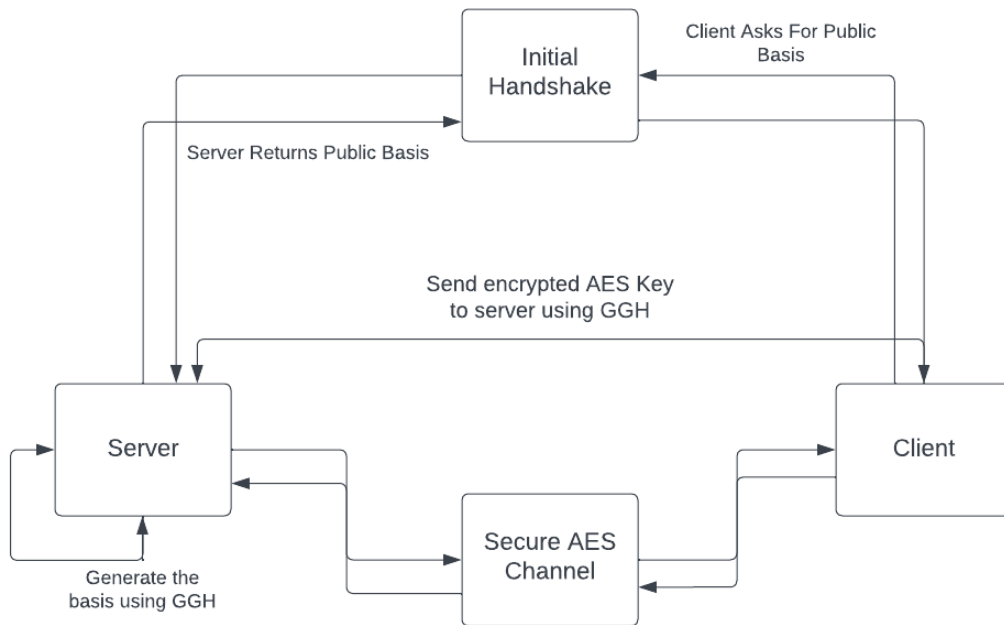 Client Asks For Public
Basis
Initial
Handshake
Server Returns Public Basis
Send encrypted AES Key
to server using GGH
Server
Client
Secure AES
Channel
Generate the
basis using GGH